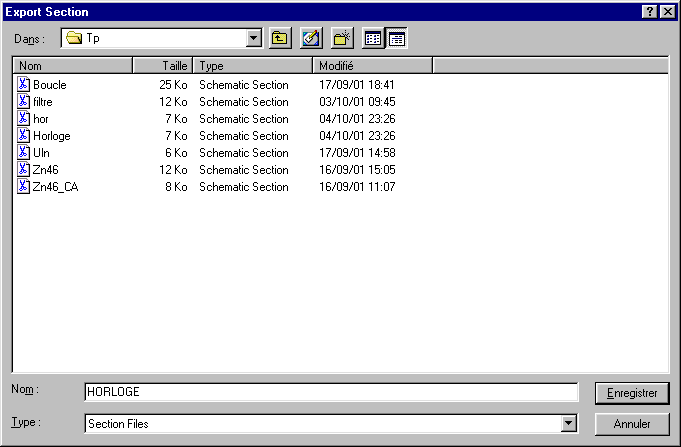 Export Section
Dans : Tp
Nom Taille Type Modifié
Boucle 25 Ko Schematic Section 17/09/01 18:41
filtre 12 Ko Schematic Section 03/10/01 09:45
hor 7 Ko Schematic Section 04/10/01 23:26
Horloge 7 Ko Schematic Section 04/10/01 23:26
Uln 6 Ko Schematic Section 17/09/01 14:58
Zn46 12 Ko Schematic Section 16/09/01 15:05
Zn46_CA 8 Ko Schematic Section 16/09/01 11:07
Nom : HORLOGE Enregistrer
Type : Section Files Annuler